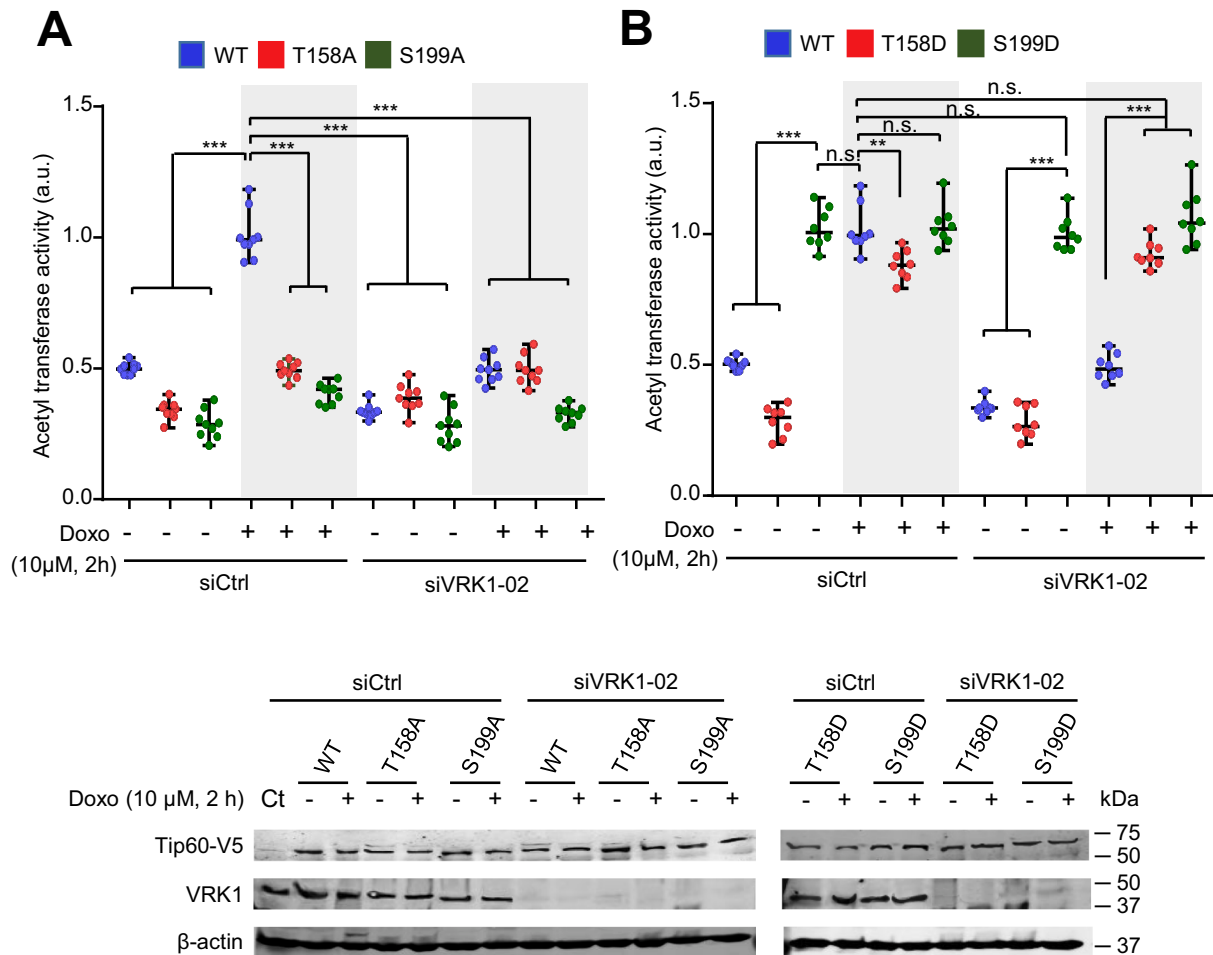 A
WT T158A S199A
***
***
*** ***
Acetyl transferase activity (a.u.)
1.5
1.0
0.5
0.0
Doxo - - - + + + - - - + + +
(10µM, 2h)
siCtrl siVRK1-02
B
WT T158D S199D
n.s.
n.s. ***
*** n.s.
n.s. ** ***
Acetyl transferase activity (a.u.)
1.5
1.0
0.5
0.0
Doxo - - - + + + - - - + + +
(10µM, 2h)
siCtrl siVRK1-02
siCtrl siVRK1-02 siCtrl siVRK1-02
WT T158A S199A WT T158A S199A T158D S199D T158D S199D
Doxo (10 µM, 2 h) Ct - + - + - + - + - + - + - + - + - + - + kDa
Tip60-V5 75
50
VRK1 50
37
β-actin 37